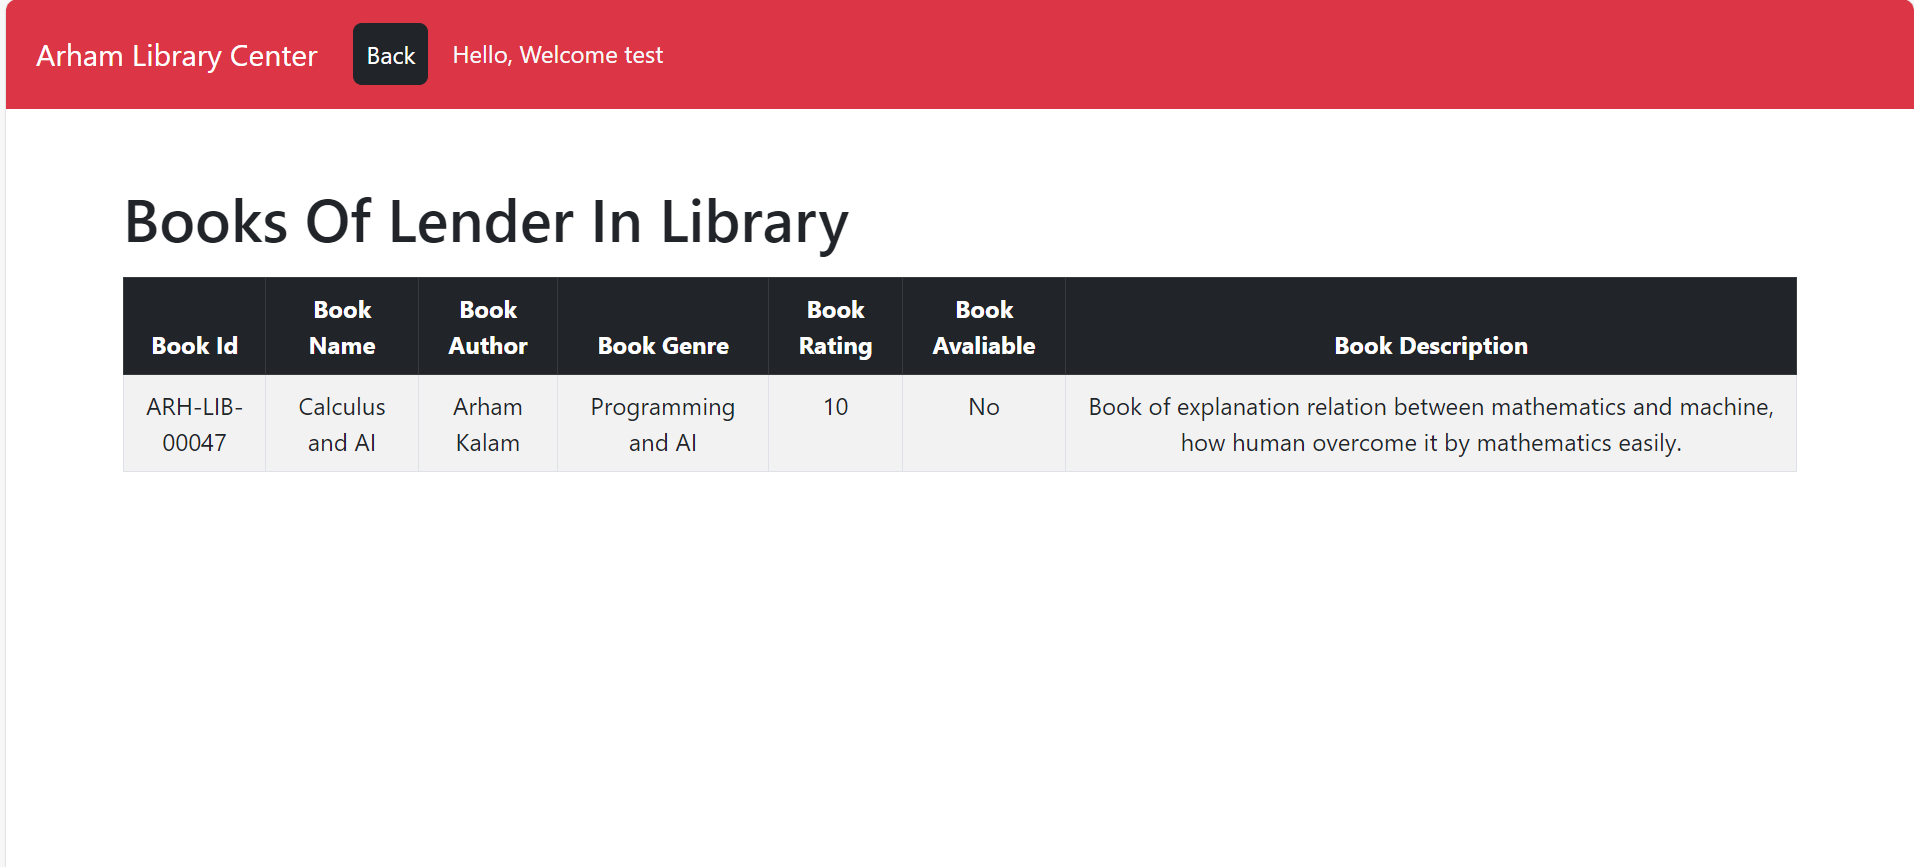 Arham Library Center Back Hello, Welcome test
Books Of Lender In Library
Book Id
Book
Name
Book
Author
Book Genre
Book
Rating
Book
Avaliable
Book Description
ARH-LIB-
00047
Calculus
and AI
Arham
Kalam
Programming
and AI
10
No
Book of explanation relation between mathematics and machine,
how human overcome it by mathematics easily.